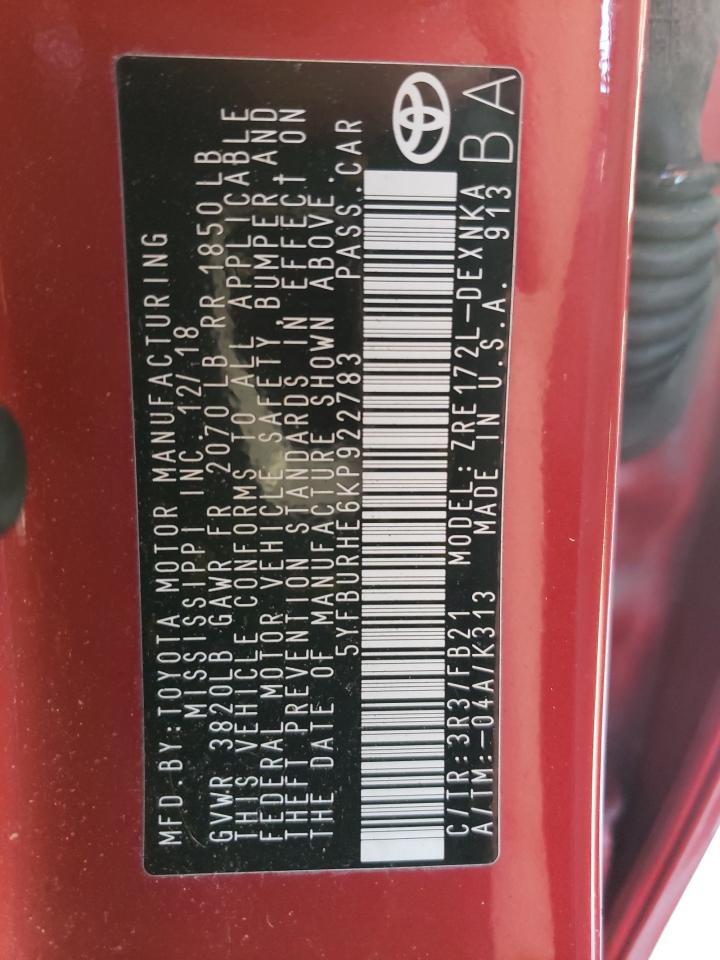 MFD BY: TOYOTA MOTOR MANUFACTURING
MISSISSIPPI INC. 12/18
GVWR 3820LB GAWR FR 2070LB RR 1850LB
THIS VEHICLE CONFORMS TO ALL APPLICABLE
FEDERAL MOTOR VEHICLE SAFETY, BUMPER AND
THEFT PREVENTION STANDARDS IN EFFECT ON
THE DATE OF MANUFACTURE SHOWN ABOVE.
5YFBURHE6KP922783 PASS.CAR
C/TR: 3R3/FB21 MODEL: ZRE172L-DEXNKA
A/TM:-04A/K313 MADE IN U.S.A. 913
BA